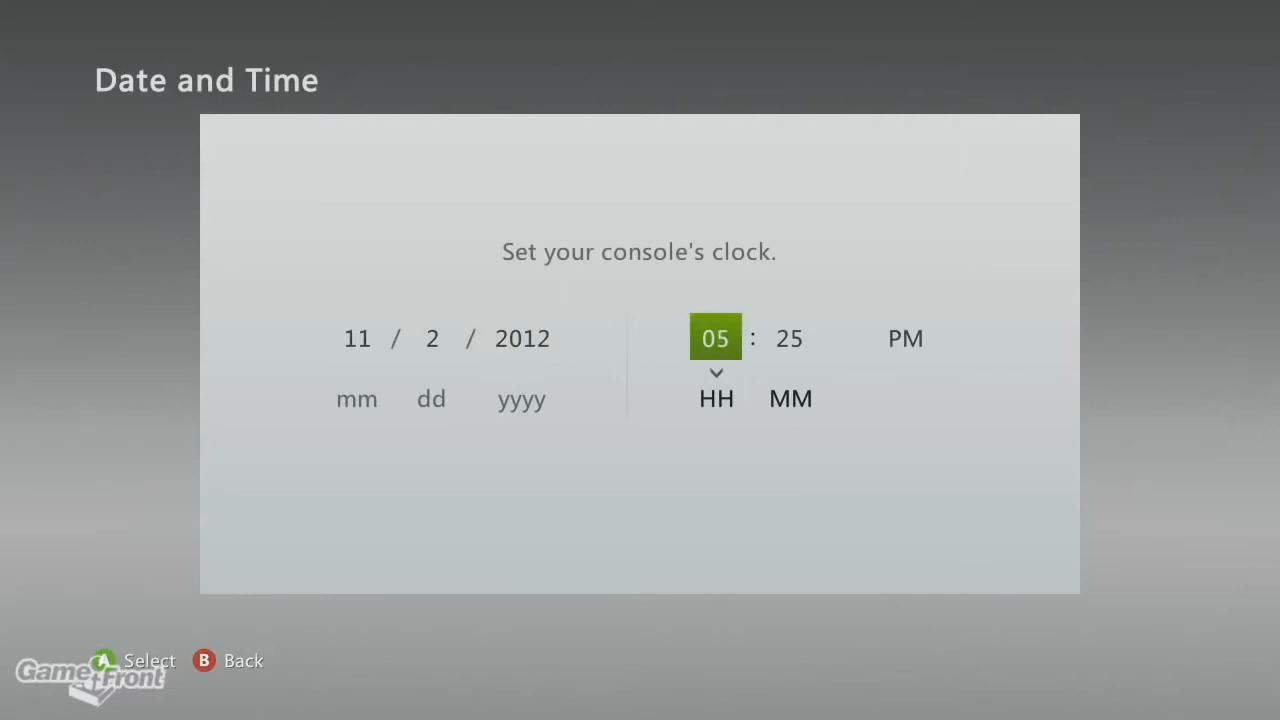 Date and Time
Set your console's clock.
11 / 2 / 2012 05 : 25 PM
mm dd yyyy HH MM
A Select B Back
GameFront